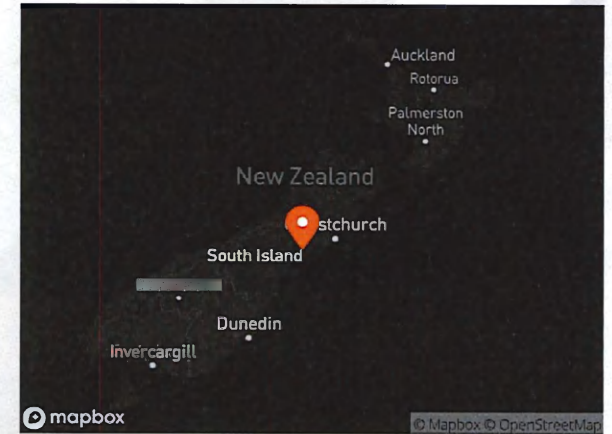 Auckland
Rotorua
Palmerston
North
New Zealand
stchurch
South Island
Dunedin
Invercargill
mapbox
© Mapbox © OpenStreetMap